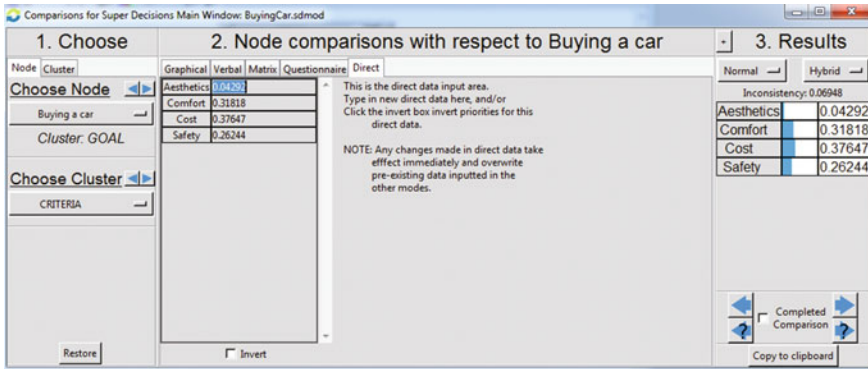 Comparisons for Super Decisions Main Window: BuyingCar.sdmod
1. Choose
Node Cluster
Choose Node
Buying a car
Cluster: GOAL
Choose Cluster
CRITERIA
Restore
2. Node comparisons with respect to Buying a car
Graphical Verbal Matrix Questionnaire Direct
Aesthetics 0.04292
Comfort 0.31818
Cost 0.37647
Safety 0.26244
Invert
This is the direct data input area.
Type in new direct data here, and/or
Click the invert box invert priorities for this
direct data.
NOTE: Any changes made in direct data take
efffect immediately and overwrite
pre-existing data inputted in the
other modes.
- 3. Results
Normal Hybrid
Inconsistency: 0.06948
Aesthetics 0.04292
Comfort 0.31818
Cost 0.37647
Safety 0.26244
Completed
Comparison
? ?
Copy to clipboard